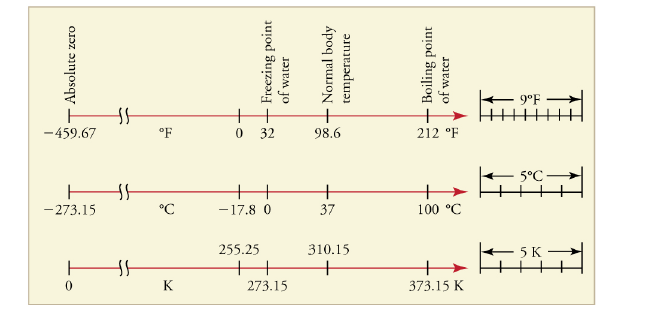 Absolute zero
Freezing point
of water
Normal body
temperature
Boiling point
of water
9°F
−459.67
°F
0
32
98.6
212 °F
5°C
−273.15
°C
−17.8
0
37
100 °C
255.25
310.15
5 K
0
K
273.15
373.15 K